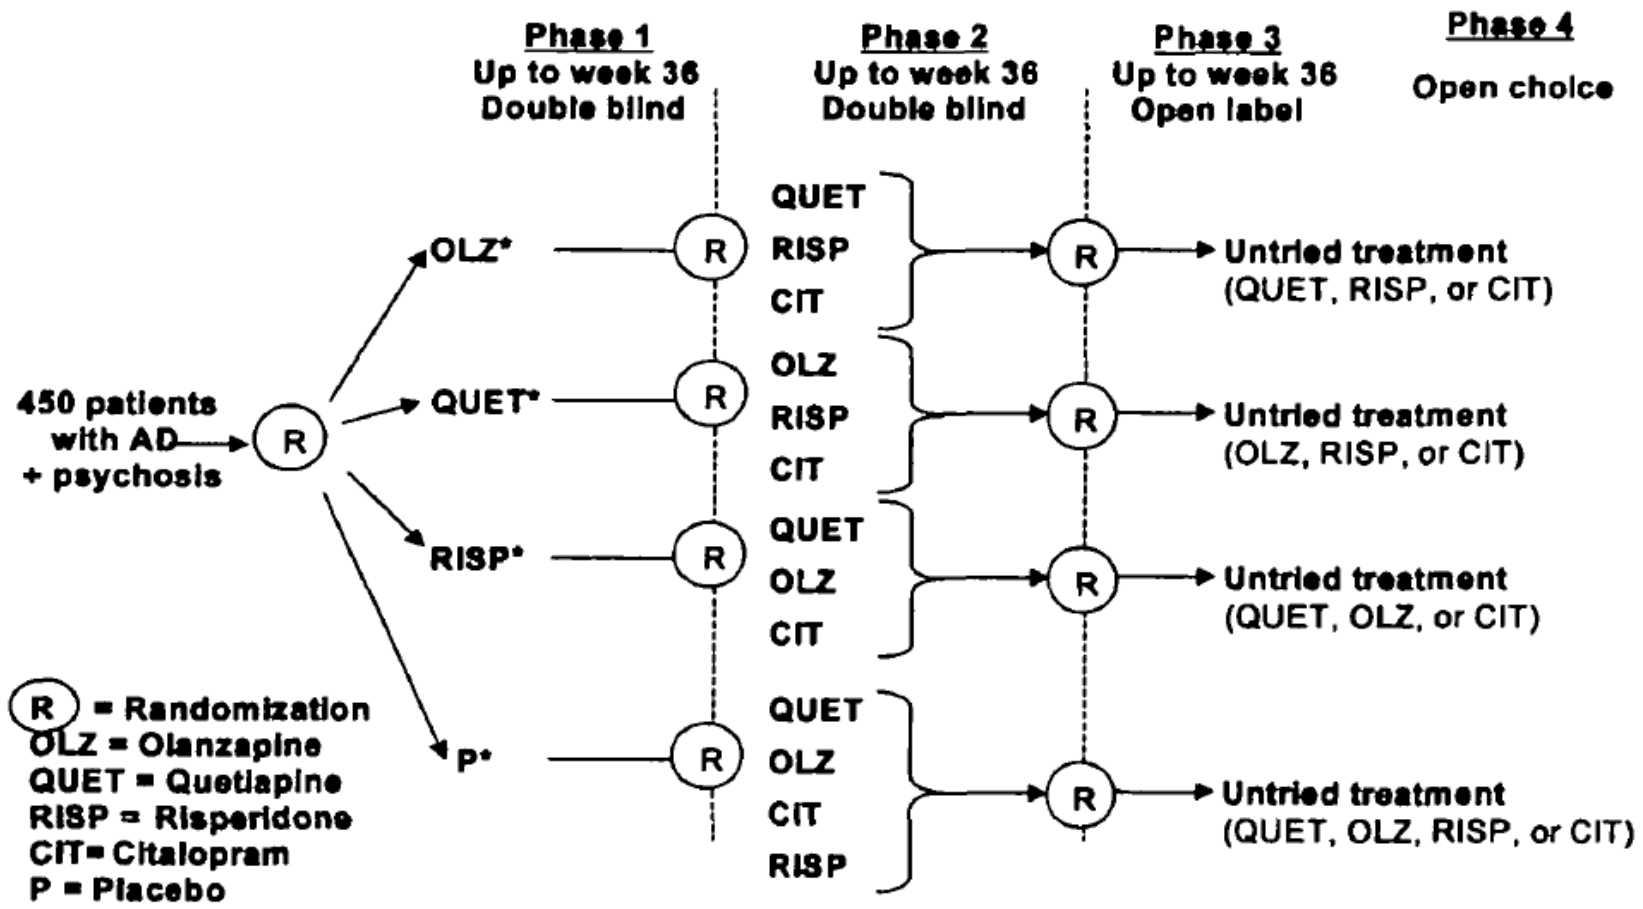 Phase 1
Up to week 36
Double blind
Phase 2
Up to week 36
Double blind
Phase 3
Up to week 36
Open label
Phase 4
Open choice
450 patients
with AD
+ psychosis
R
OLZ*
QUET*
RISP*
P*
R
R
R
R
QUET
RISP
CIT
OLZ
RISP
CIT
QUET
OLZ
CIT
QUET
OLZ
CIT
RISP
R
R
R
R
Untried treatment
(QUET, RISP, or CIT)
Untried treatment
(OLZ, RISP, or CIT)
Untried treatment
(QUET, OLZ, or CIT)
Untried treatment
(QUET, OLZ, RISP, or CIT)
R = Randomization
OLZ = Olanzapine
QUET = Quetiapine
RISP = Risperidone
CIT= Citalopram
P = Placebo